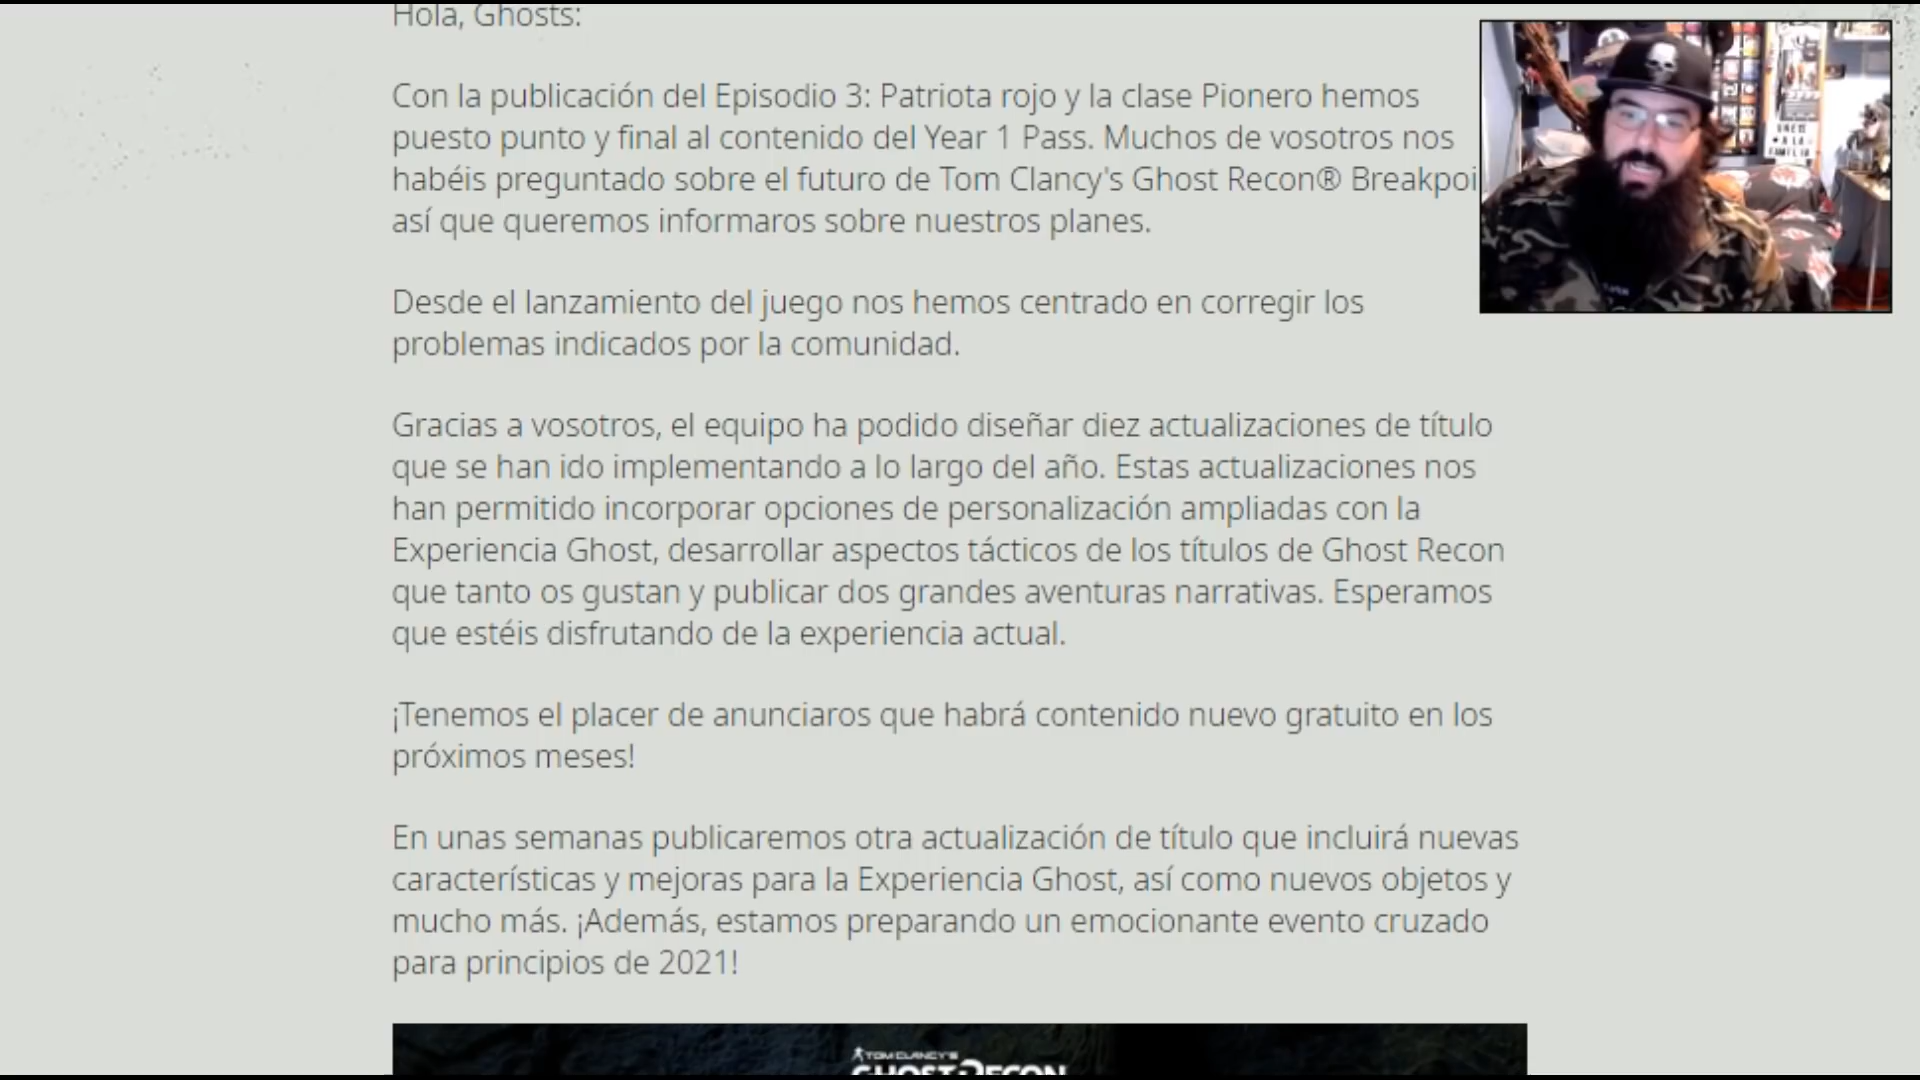 Hola, Ghosts:
Con la publicación del Episodio 3: Patriota rojo y la clase Pionero hemos
puesto punto y final al contenido del Year 1 Pass. Muchos de vosotros nos
habéis preguntado sobre el futuro de Tom Clancy's Ghost Recon® Breakpoi
así que queremos informaros sobre nuestros planes.
Desde el lanzamiento del juego nos hemos centrado en corregir los
problemas indicados por la comunidad.
Gracias a vosotros, el equipo ha podido diseñar diez actualizaciones de título
que se han ido implementando a lo largo del año. Estas actualizaciones nos
han permitido incorporar opciones de personalización ampliadas con la
Experiencia Ghost, desarrollar aspectos tácticos de los títulos de Ghost Recon
que tanto os gustan y publicar dos grandes aventuras narrativas. Esperamos
que estéis disfrutando de la experiencia actual.
¡Tenemos el placer de anunciaros que habrá contenido nuevo gratuito en los
próximos meses!
En unas semanas publicaremos otra actualización de título que incluirá nuevas
características y mejoras para la Experiencia Ghost, así como nuevos objetos y
mucho más. ¡Además, estamos preparando un emocionante evento cruzado
para principios de 2021!
TOM CLANCY'S
GHOST RECON
ÚNETE
A LA
FAMILIA